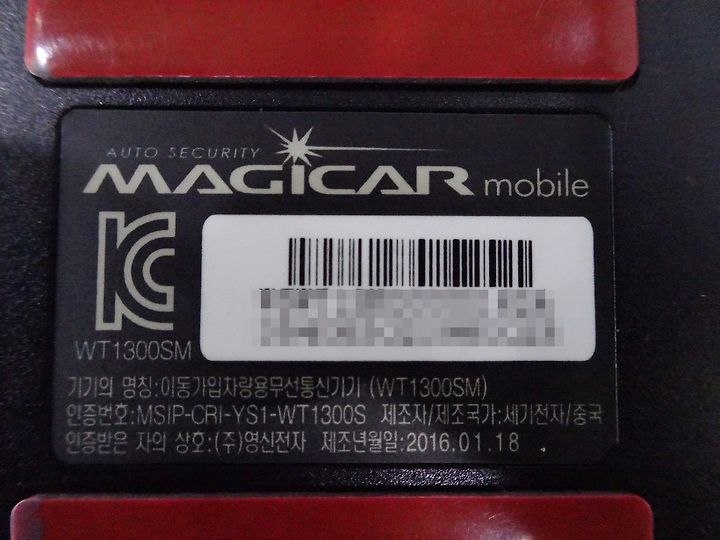 AUTO SECURITY
MAGICAR mobile
WT1300SM
기기의 명칭:이동가입차량용무선통신기기 (WT1300SM)
인증번호:MSIP-CRI-YS1-WT1300S 제조자/제조국가:세기전자/중국
인증받은 자의 상호:(주)영신전자 제조년월일:2016.01.18 .